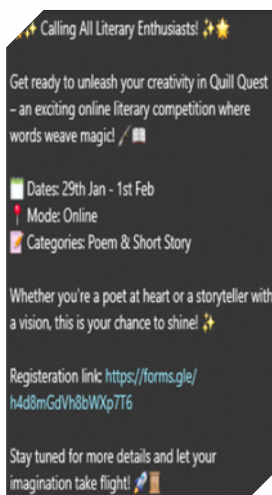 ✨ Calling All Literary Enthusiasts! ✨🌟
Get ready to unleash your creativity in Quill Quest
– an exciting online literary competition where
words weave magic! 🖌️📖
🗒️ Dates: 29th Jan - 1st Feb
📍 Mode: Online
📝 Categories: Poem & Short Story
Whether you're a poet at heart or a storyteller with
a vision, this is your chance to shine! ✨
Registeration link: https://forms.gle/
h4d8mGdVh8bWXp7T6
Stay tuned for more details and let your
imagination take flight! 🚀📜